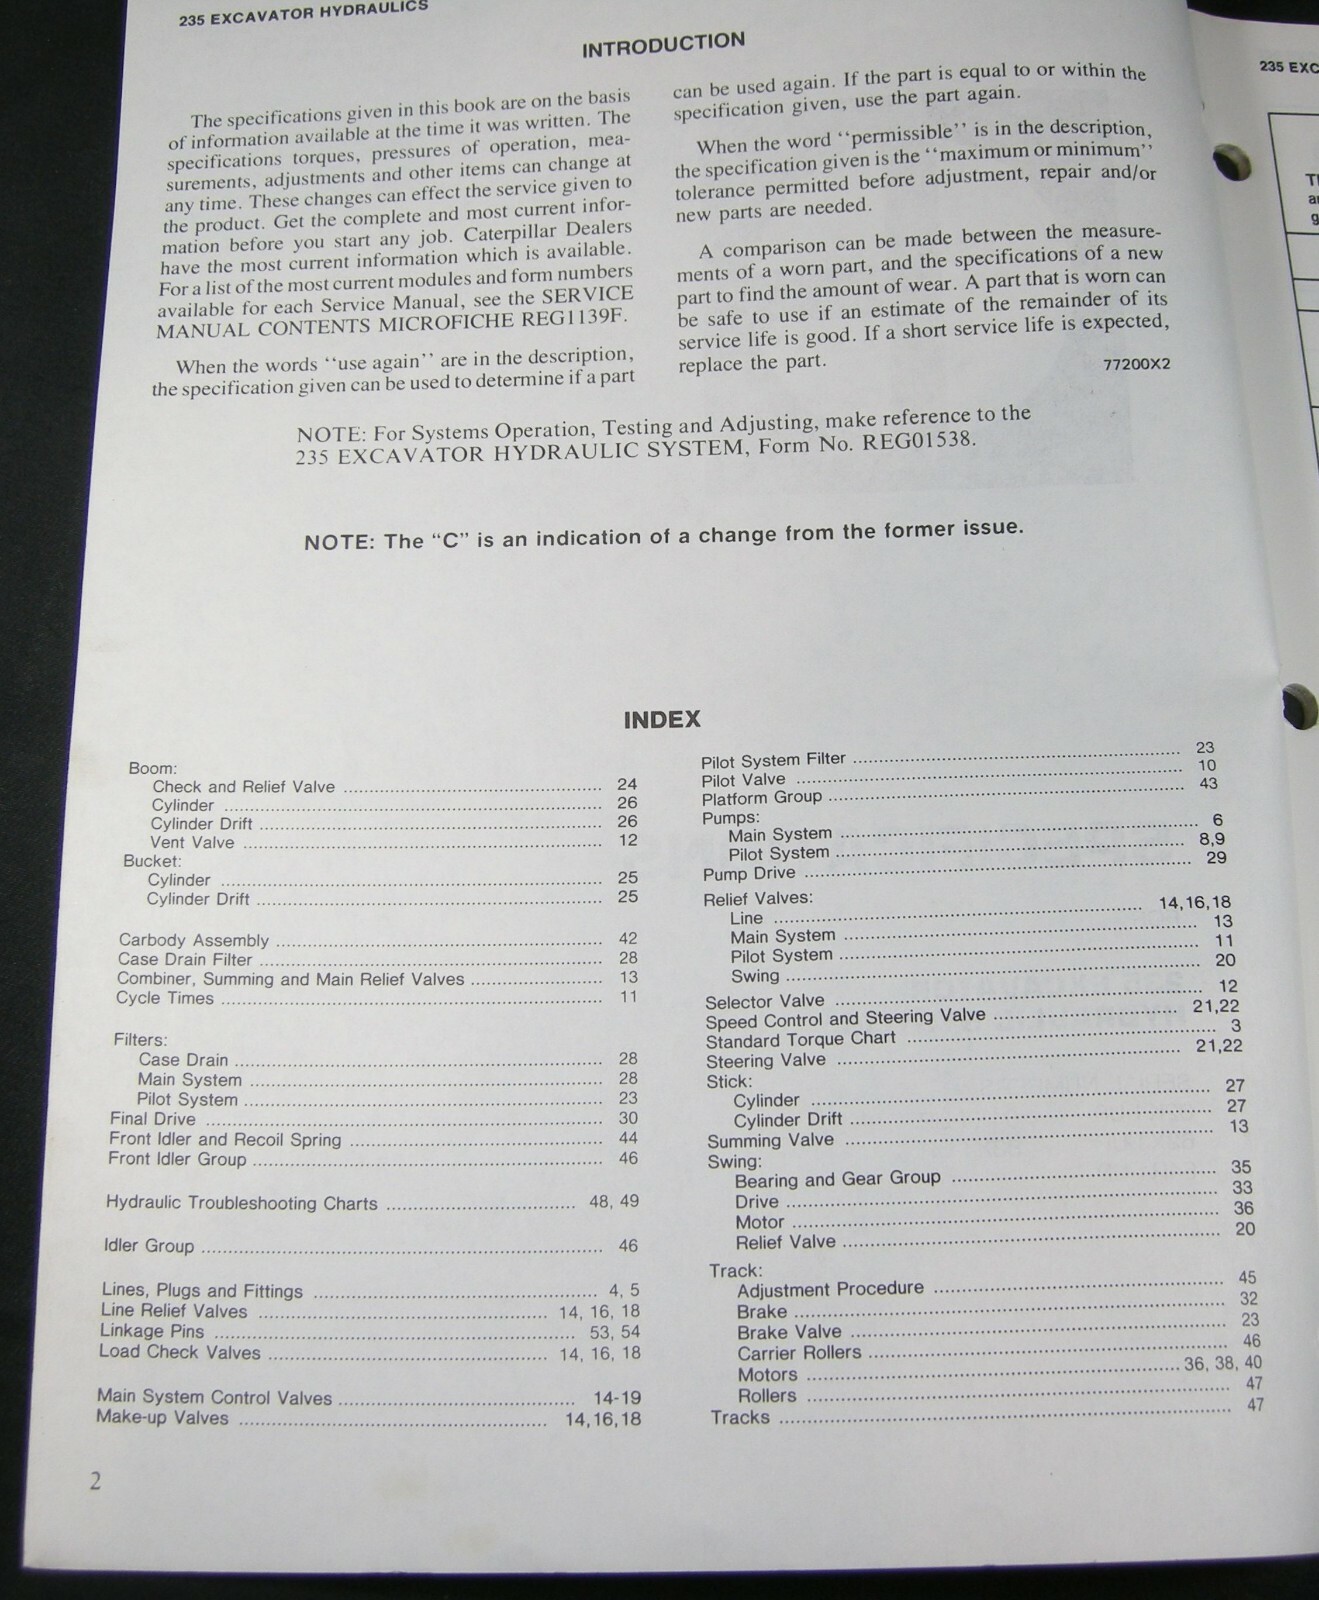 235 EXCAVATOR HYDRAULICS
INTRODUCTION
The specifications given in this book are on the basis
of information available at the time it was written. The
specifications torques, pressures of operation, mea-
surements, adjustments and other items can change at
any time. These changes can effect the service given to
the product. Get the complete and most current infor-
mation before you start any job. Caterpillar Dealers
have the most current information which is available.
For a list of the most current modules and form numbers
available for each Service Manual, see the SERVICE
MANUAL CONTENTS MICROFICHE REG1139F.
When the words ‘‘use again’’ are in the description,
the specification given can be used to determine if a part
can be used again. If the part is equal to or within the
specification given, use the part again.
When the word ‘‘permissible’’ is in the description,
the specification given is the ‘‘maximum or minimum’’
tolerance permitted before adjustment, repair and/or
new parts are needed.
A comparison can be made between the measure-
ments of a worn part, and the specifications of a new
part to find the amount of wear. A part that is worn can
be safe to use if an estimate of the remainder of its
service life is good. If a short service life is expected,
replace the part.
77200X2
NOTE: For Systems Operation, Testing and Adjusting, make reference to the
235 EXCAVATOR HYDRAULIC SYSTEM, Form No. REG01538.
NOTE: The “C” is an indication of a change from the former issue.
INDEX
Boom:
Check and Relief Valve ........ 24
Cylinder ........ 26
Cylinder Drift ........ 26
Vent Valve ........ 12
Bucket:
Cylinder ........ 25
Cylinder Drift ........ 25
Carbody Assembly ........ 42
Case Drain Filter ........ 28
Combiner, Summing and Main Relief Valves ........ 13
Cycle Times ........ 11
Filters:
Case Drain ........ 28
Main System ........ 28
Pilot System ........ 23
Final Drive ........ 30
Front Idler and Recoil Spring ........ 44
Front Idler Group ........ 46
Hydraulic Troubleshooting Charts ........ 48, 49
Idler Group ........ 46
Lines, Plugs and Fittings ........ 4, 5
Line Relief Valves ........ 14, 16, 18
Linkage Pins ........ 53, 54
Load Check Valves ........ 14, 16, 18
Main System Control Valves ........ 14-19
Make-up Valves ........ 14,16,18
Pilot System Filter ........ 23
Pilot Valve ........ 10
Platform Group ........ 43
Pumps:
Main System ........ 6
Pilot System ........ 8,9
Pump Drive ........ 29
Relief Valves:
Line ........ 14,16,18
Main System ........ 13
Pilot System ........ 11
Swing ........ 20
Selector Valve ........ 12
Speed Control and Steering Valve ........ 21,22
Standard Torque Chart ........ 3
Steering Valve ........ 21,22
Stick:
Cylinder ........ 27
Cylinder Drift ........ 27
Summing Valve ........ 13
Swing:
Bearing and Gear Group ........ 35
Drive ........ 33
Motor ........ 36
Relief Valve ........ 20
Track:
Adjustment Procedure ........ 45
Brake ........ 32
Brake Valve ........ 23
Carrier Rollers ........ 46
Motors ........ 36, 38, 40
Rollers ........ 47
Tracks ........ 47
2
235 EXC